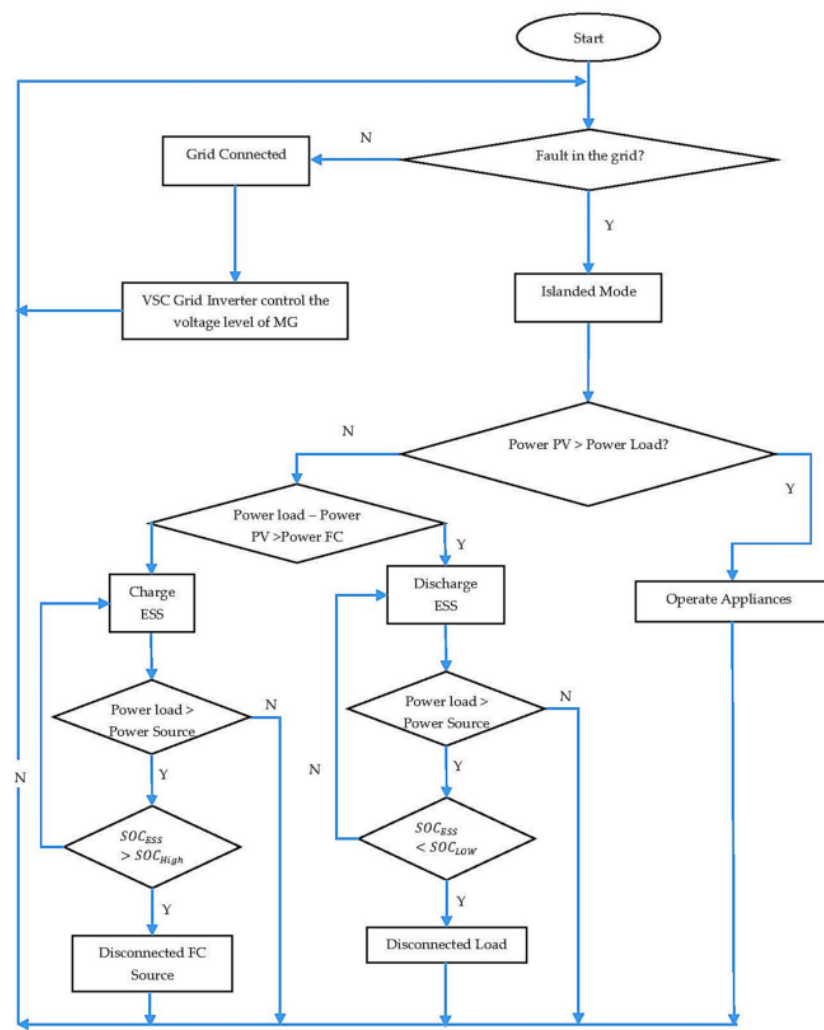 Start
Fault in the grid?
N
Grid Connected
Y
VSC Grid Inverter control the
voltage level of MG
Islanded Mode
Power PV > Power Load?
N
Y
Power load – Power
PV >Power FC
Y
Charge
ESS
Discharge
ESS
Operate Appliances
Power load >
Power Source
N
Power load >
Power Source
N
N
Y
N
Y
SOC_ESS
> SOC_High
SOC_ESS
< SOC_LOW
Y
Y
Disconnected FC
Source
Disconnected Load